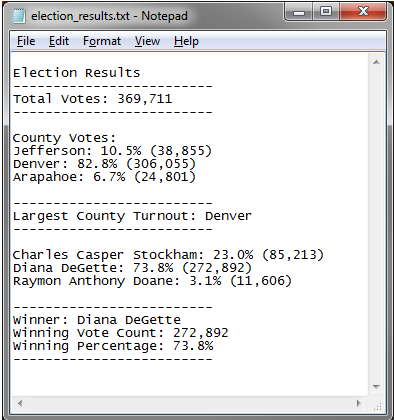 election_results.txt - Notepad
File Edit Format View Help
Election Results
-------------------------
Total Votes: 369,711
-------------------------
County Votes:
Jefferson: 10.5% (38,855)
Denver: 82.8% (306,055)
Arapahoe: 6.7% (24,801)
-------------------------
Largest County Turnout: Denver
-------------------------
Charles Casper Stockham: 23.0% (85,213)
Diana DeGette: 73.8% (272,892)
Raymon Anthony Doane: 3.1% (11,606)
-------------------------
Winner: Diana DeGette
Winning Vote Count: 272,892
Winning Percentage: 73.8%
-------------------------